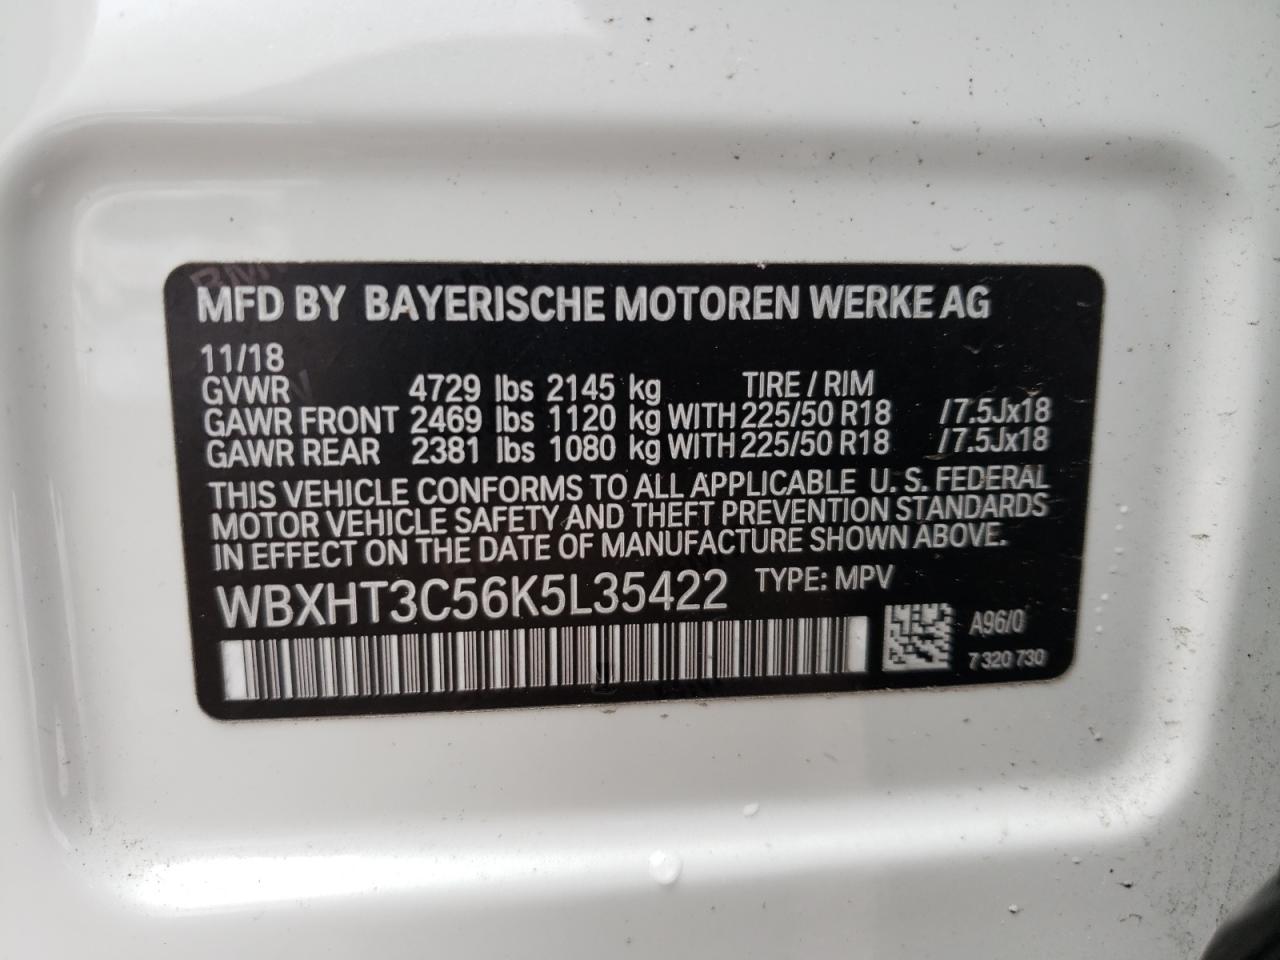 MFD BY BAYERISCHE MOTOREN WERKE AG
11/18
GVWR 4729 lbs 2145 kg TIRE / RIM
GAWR FRONT 2469 lbs 1120 kg WITH 225/50 R18 /7.5Jx18
GAWR REAR 2381 lbs 1080 kg WITH 225/50 R18 /7.5Jx18
THIS VEHICLE CONFORMS TO ALL APPLICABLE U. S. FEDERAL
MOTOR VEHICLE SAFETY AND THEFT PREVENTION STANDARDS
IN EFFECT ON THE DATE OF MANUFACTURE SHOWN ABOVE.
WBXHT3C56K5L35422 TYPE: MPV
A96/0
7 320 730